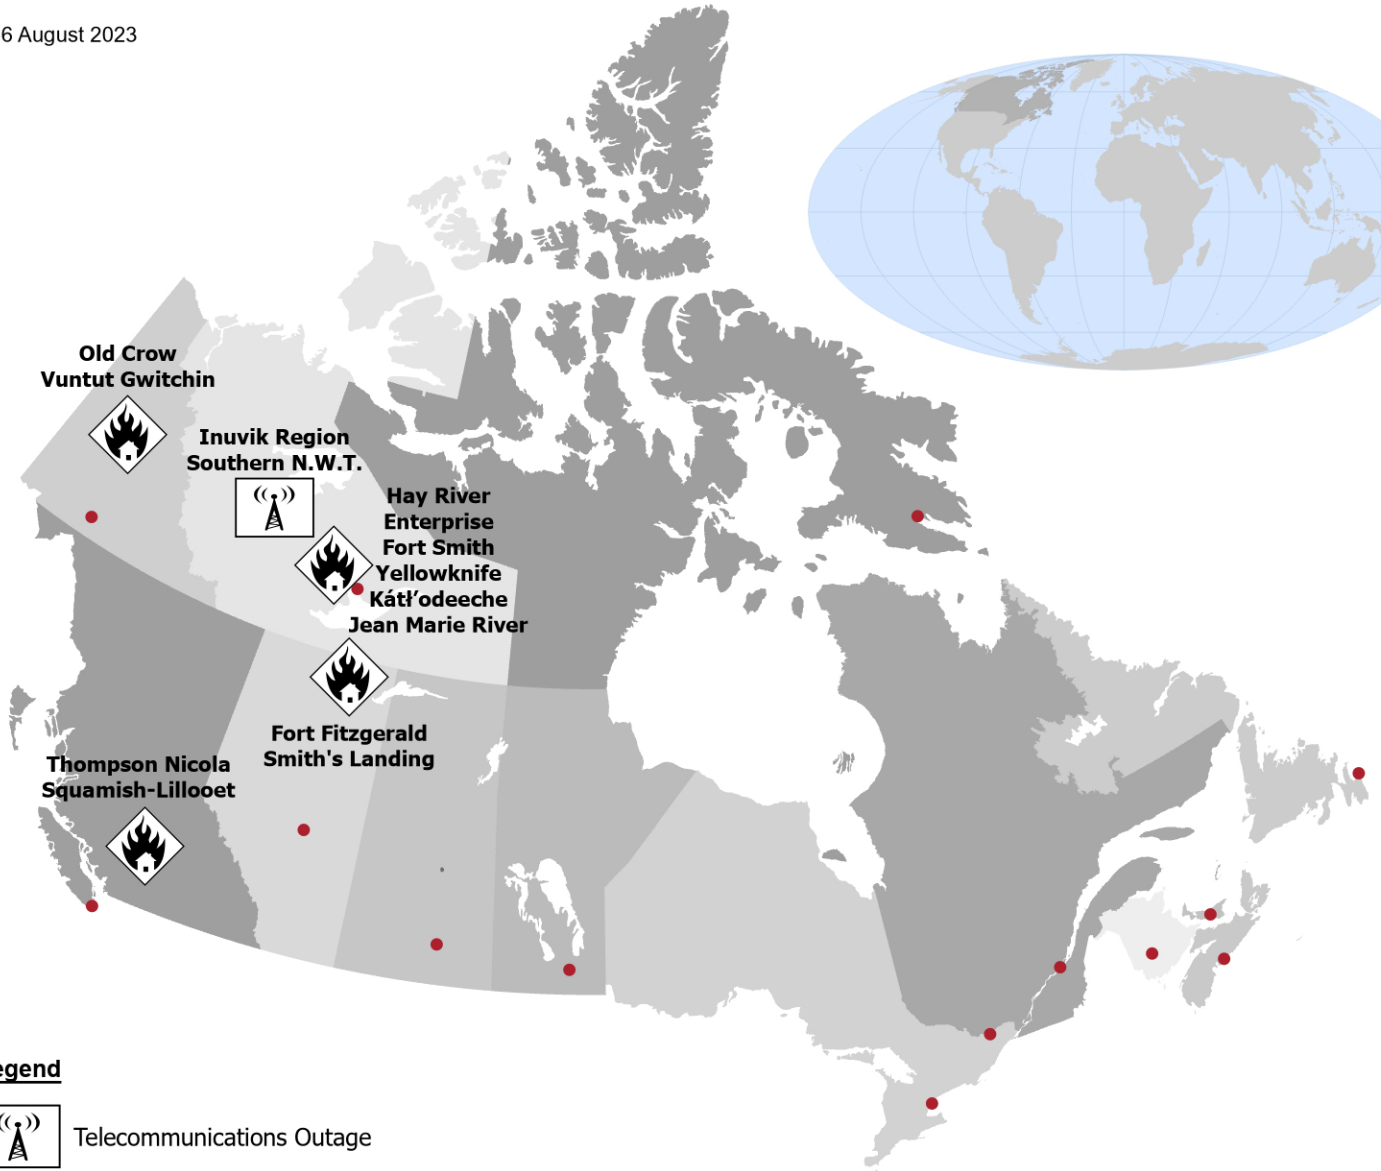 6 August 2023
Old Crow
Vuntut Gwitchin
Inuvik Region
Southern N.W.T.
Hay River
Enterprise
Fort Smith
Yellowknife
Kátł’odeeche
Jean Marie River
Fort Fitzgerald
Smith's Landing
Thompson Nicola
Squamish-Lillooet
egend
Telecommunications Outage